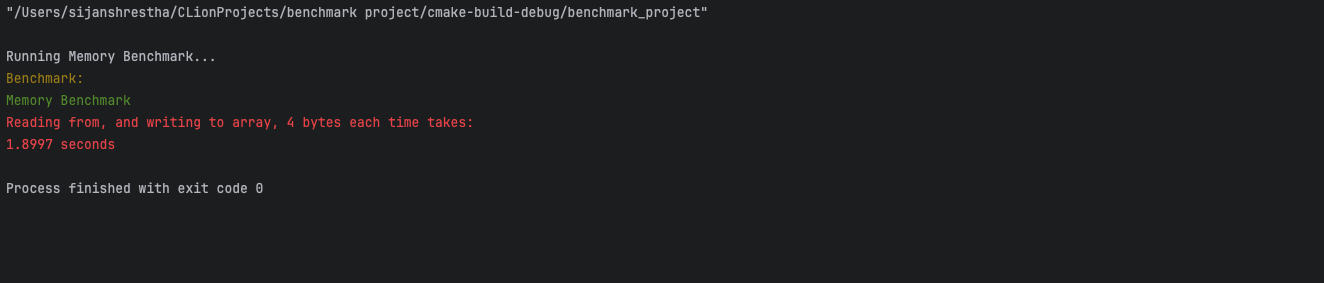 "/Users/sijanshrestha/CLionProjects/benchmark project/cmake-build-debug/benchmark_project"
Running Memory Benchmark...
Benchmark:
Memory Benchmark
Reading from, and writing to array, 4 bytes each time takes:
1.8997 seconds
Process finished with exit code 0